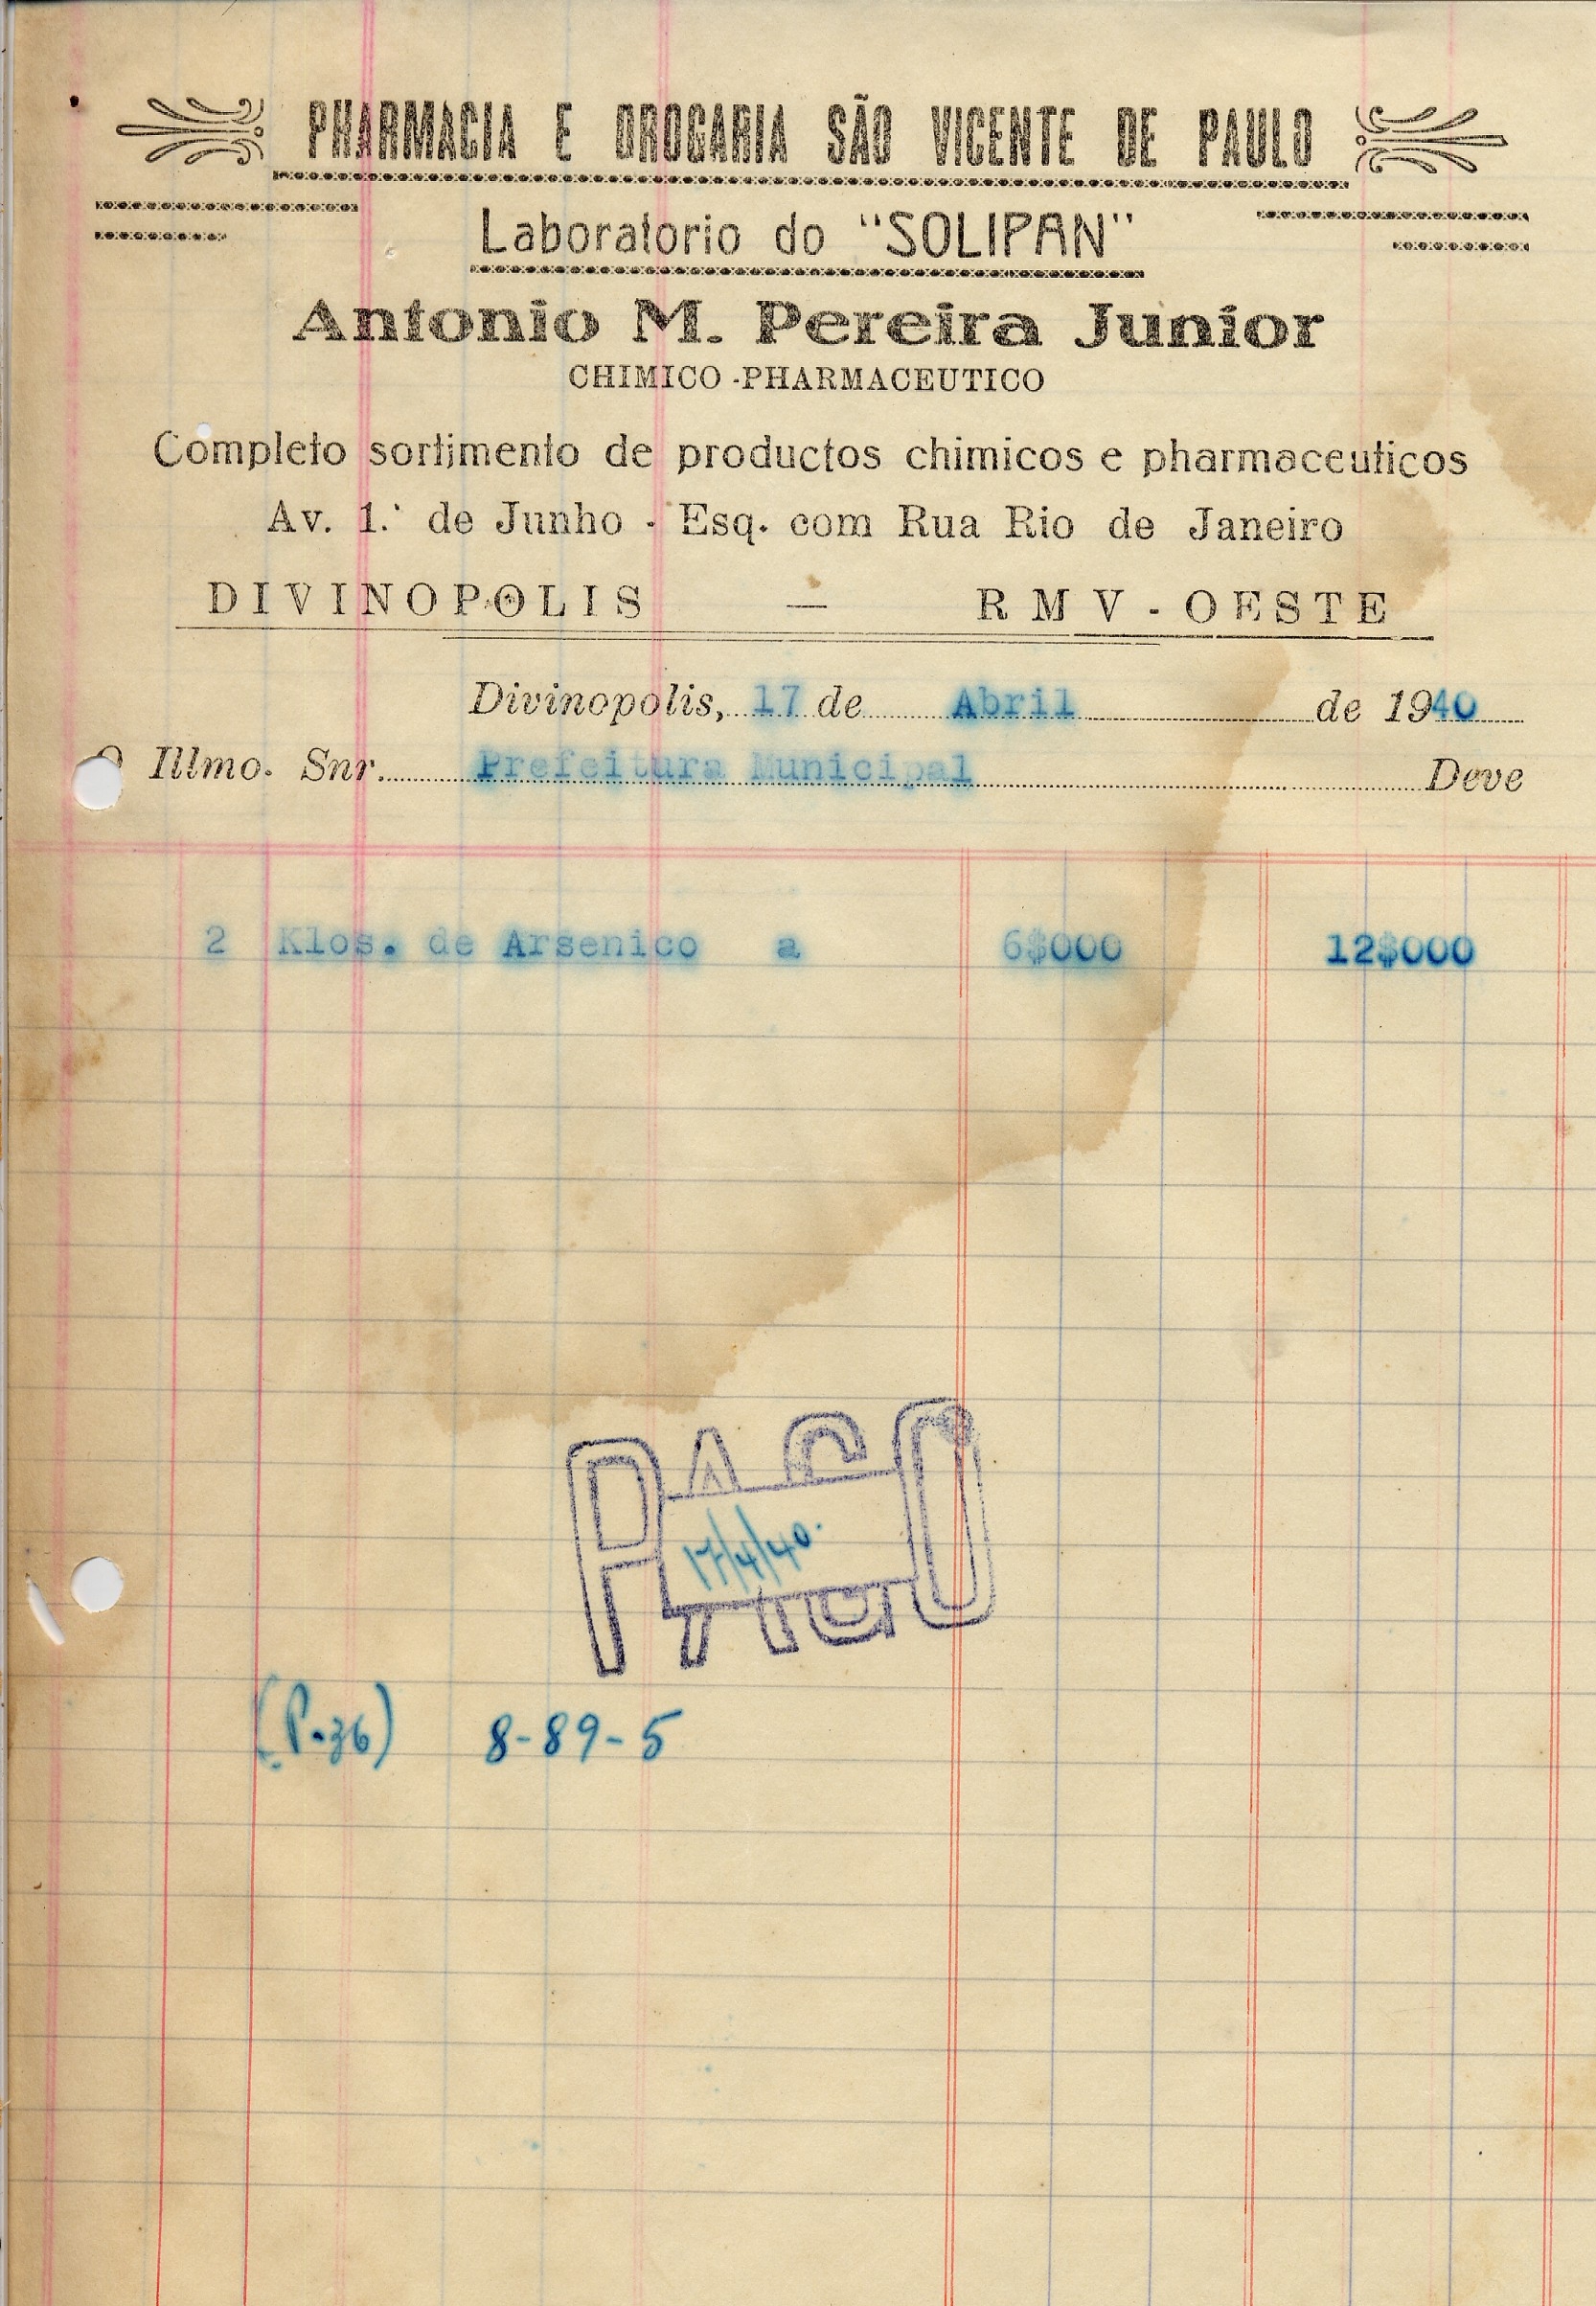 PHARMACIA E DROGARIA SÃO VICENTE DE PAULO
Laboratorio do "SOLIPAN"
Antonio M. Pereira Junior
CHIMICO-PHARMACEUTICO
Completo sortimento de productos chimicos e pharmaceuticos
Av. 1.º de Junho - Esq. com Rua Rio de Janeiro
DIVINOPOLIS — RMV-OESTE
Divinopolis, 17 de Abril de 1940
O Illmo. Snr. Prefeitura Municipal Deve
2 Klos. de Arsenico a 6$000 12$000
PAGO
17/4/40.
(P.36) 8-89-5